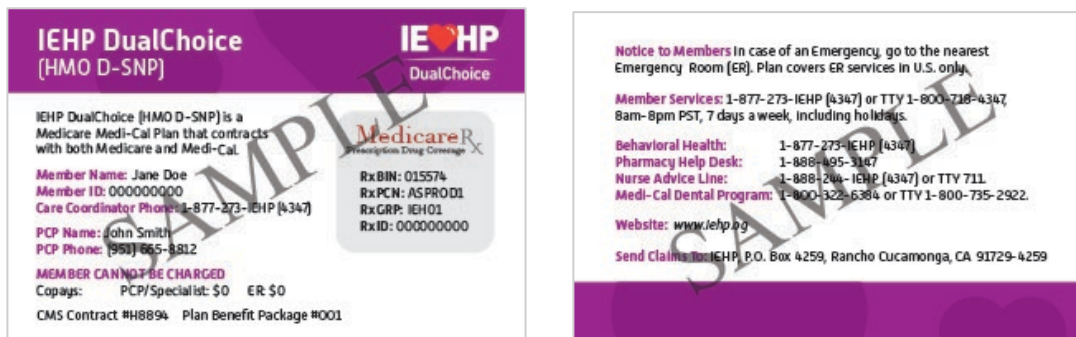 IEHP DualChoice
(HMO D-SNP)
IE HP
DualChoice
IEHP DualChoice (HMO D-SNP) is a
Medicare Medi-Cal Plan that contracts
with both Medicare and Medi-Cal.
Member Name: Jane Doe
Member ID: 000000000
Care Coordinator Phone: 1-877-273-IEHP (4347)
PCP Name: John Smith
PCP Phone: (951) 665-8812
MEMBER CANNOT BE CHARGED
Copays: PCP/Specialist: $0 ER: $0
CMS Contract #H8894 Plan Benefit Package #001
MedicareRx
Prescription Drug Coverage
RxBIN: 015574
RxPCN: ASPROD1
RxGRP: IEH01
RxID: 000000000
SAMPLE
Notice to Members In case of an Emergency, go to the nearest
Emergency Room (ER). Plan covers ER services in U.S. only.
Member Services: 1-877-273-IEHP (4347) or TTY 1-800-718-4347,
8am-8pm PST, 7 days a week, including holidays.
Behavioral Health: 1-877-273-IEHP (4347)
Pharmacy Help Desk: 1-888-495-3147
Nurse Advice Line: 1-888-244-IEHP (4347) or TTY 711.
Medi-Cal Dental Program: 1-800-322-6384 or TTY 1-800-735-2922.
Website: www.iehp.og
Send Claims To: IEHP, P.O. Box 4259, Rancho Cucamonga, CA 91729-4259
SAMPLE